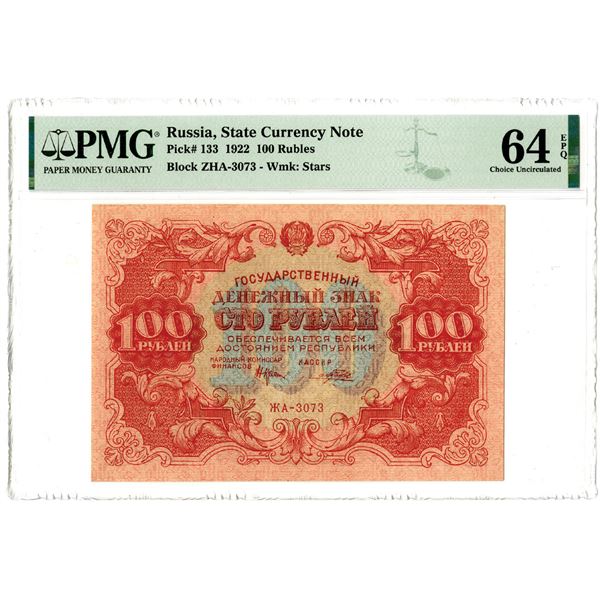 PMG
PAPER MONEY GUARANTY
Russia, State Currency Note
Pick# 133 1922 100 Rubles
Block ZHA-3073 - Wmk: Stars
64 EPQ
Choice Uncirculated
ГОСУДАРСТВЕННЫЙ
ДЕНЕЖНЫЙ ЗНАК
СТО РУБЛЕЙ
ОБЕСПЕЧИВАЕТСЯ ВСЕМ
ДОСТОЯНИЕМ РЕСПУБЛИКИ
НАРОДНЫЙ КОМИССАР
ФИНАНСОВ
КАССИР
100
РУБЛЕЙ
100
100
РУБЛЕЙ
ЖА-3073